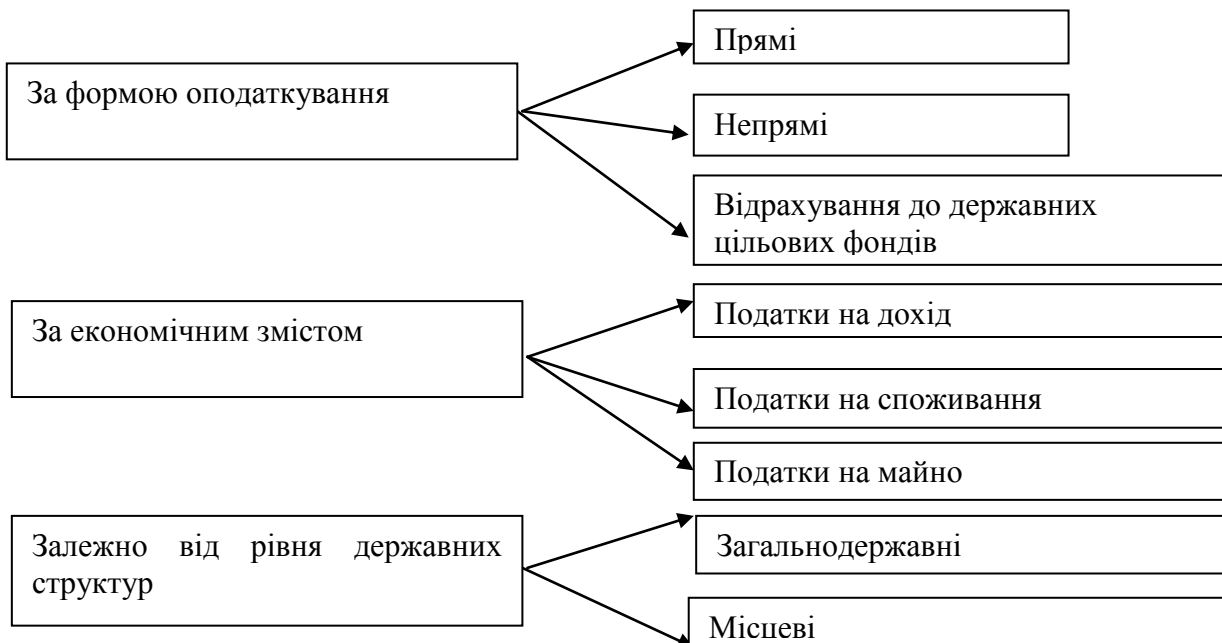 За формою оподаткування
Прямі
Непрямі
Відрахування до державних
цільових фондів
За економічним змістом
Податки на дохід
Податки на споживання
Податки на майно
Залежно від рівня державних
структур
Загальнодержавні
Місцеві